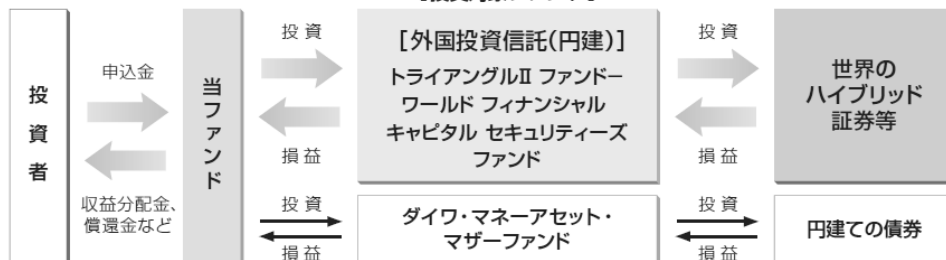 投資者
申込金
収益分配金、
償還金など
当ファンド
投資
損益
投資
損益
[外国投資信託(円建)]
トライアングルII ファンドー
ワールド フィナンシャル
キャピタル セキュリティーズ
ファンド
ダイワ・マネーアセット・
マザーファンド
投資
損益
投資
損益
世界の
ハイブリッド
証券等
円建ての債券